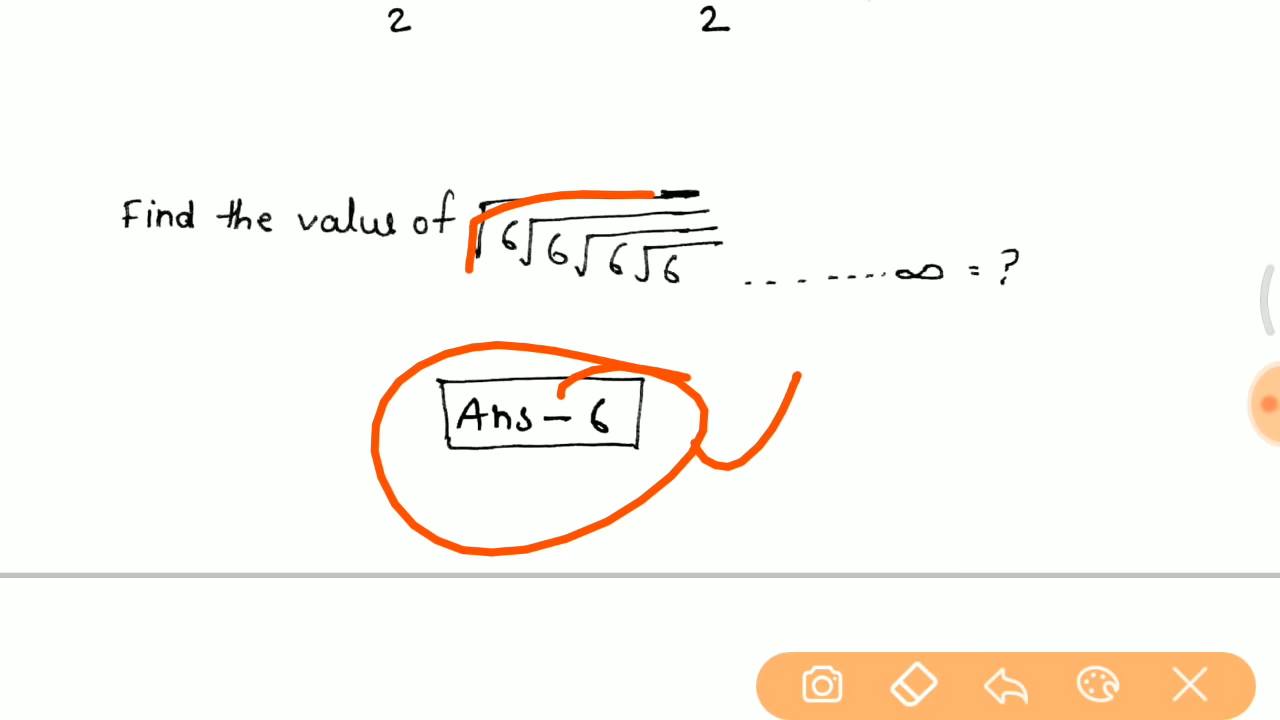 2 2
Find the value of √6√6√6√6 . . . - - - . . ∞ = ?
Ans - 6